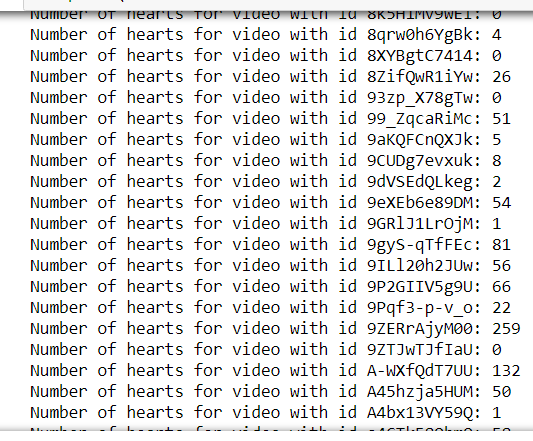 Number of hearts for video with id 0
Number of hearts for video with id 8qrw0h6YgBk: 4
Number of hearts for video with id 8XYBgtC7414: 0
Number of hearts for video with id 8ZifQwR1iYw: 26
Number of hearts for video with id 93zp_X78gTw: 0
Number of hearts for video with id 99_ZqcaRiMc: 51
Number of hearts for video with id 9aKQFCnQXJk: 5
Number of hearts for video with id 9CUDg7evxuk: 8
Number of hearts for video with id 9dVSEdQLkeg: 2
Number of hearts for video with id 9eXEb6e89DM: 54
Number of hearts for video with id 9GRlJ1LrOjM: 1
Number of hearts for video with id 9gyS-qTfFEc: 81
Number of hearts for video with id 9ILl20h2JUw: 56
Number of hearts for video with id 9P2GIIV5g9U: 66
Number of hearts for video with id 9Pqf3-p-v_o: 22
Number of hearts for video with id 9ZERrAjyM00: 259
Number of hearts for video with id 9ZTJwTJfIaU: 0
Number of hearts for video with id A-WXfQdT7UU: 132
Number of hearts for video with id A45hzja5HUM: 50
Number of hearts for video with id A4bx13VY59Q: 1
Number of hearts for video with id